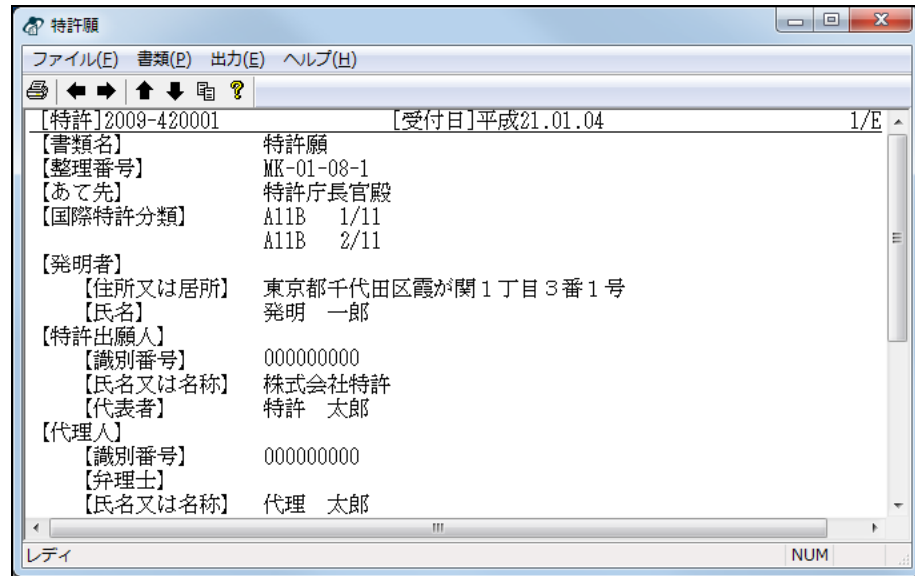 特許願
ファイル(F) 書類(P) 出力(E) ヘルプ(H)
[特許]2009-420001 [受付日]平成21.01.04 1/E
【書類名】 特許願
【整理番号】 MK-01-08-1
【あて先】 特許庁長官殿
【国際特許分類】 A11B 1/11
A11B 2/11
【発明者】
【住所又は居所】 東京都千代田区霞が関１丁目３番１号
【氏名】 発明 一郎
【特許出願人】
【識別番号】 000000000
【氏名又は名称】 株式会社特許
【代表者】 特許 太郎
【代理人】
【識別番号】 000000000
【弁理士】
【氏名又は名称】 代理 太郎
レディ NUM